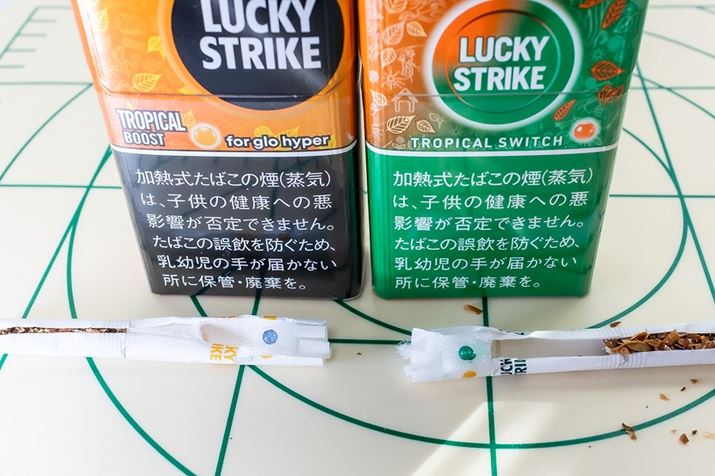 LUCKY
STRIKE
TROPICAL
BOOST
for glo hyper
加熱式たばこの煙(蒸気)
は、子供の健康への悪
影響が否定できません。
たばこの誤飲を防ぐため、
乳幼児の手が届かない
所に保管・廃棄を。
LUCKY
STRIKE
TROPICAL SWITCH
加熱式たばこの煙(蒸気)
は、子供の健康への悪
影響が否定できません。
たばこの誤飲を防ぐため、
乳幼児の手が届かない
所に保管・廃棄を。
STRIKE